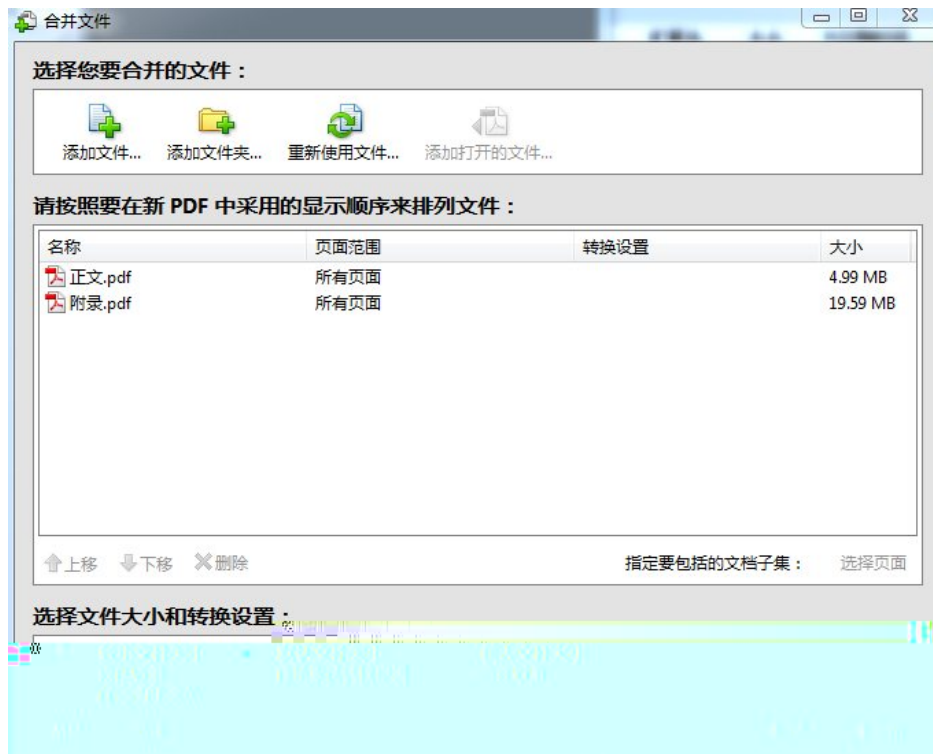 合并文件
选择您要合并的文件：
添加文件... 添加文件夹... 重新使用文件... 添加打开的文件...
请按照要在新 PDF 中采用的显示顺序来排列文件：
名称 页面范围 转换设置 大小
正文.pdf 所有页面 4.99 MB
附录.pdf 所有页面 19.59 MB
上移 下移 删除 指定要包括的文档子集： 选择页面
选择文件大小和转换设置：